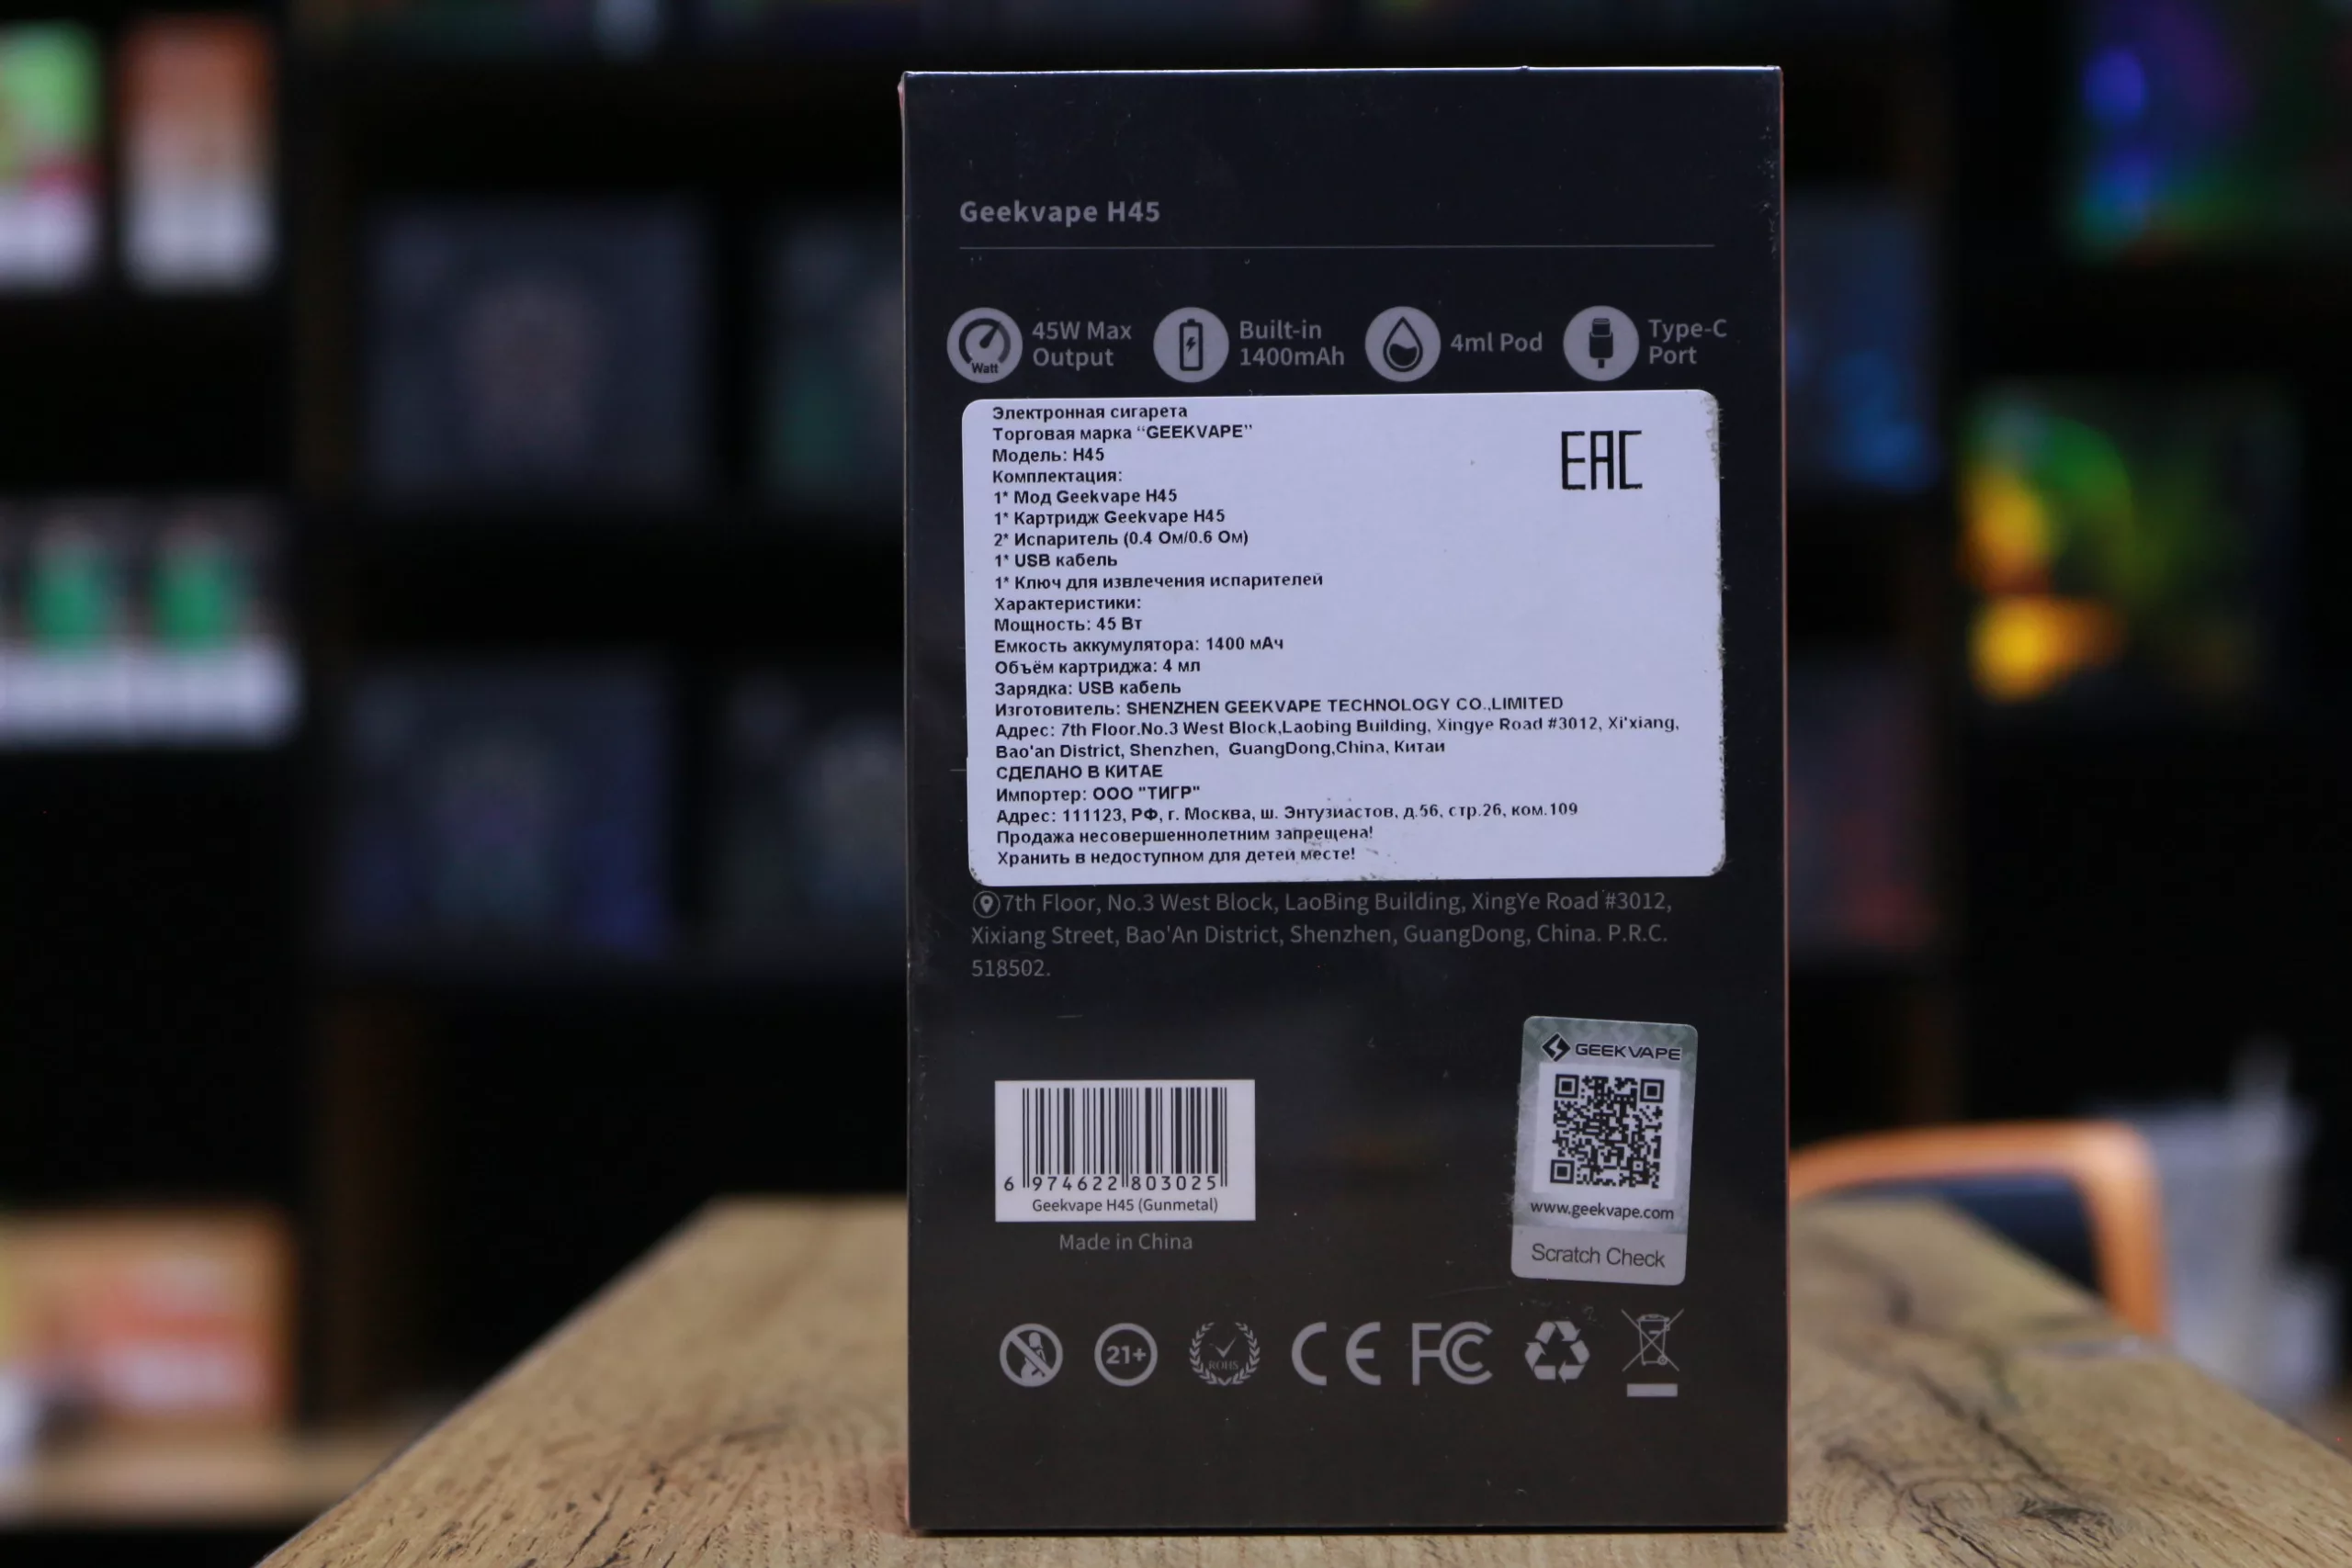 Geekvape H45
45W Max
Output
Watt
Built-in
1400mAh
4ml Pod
Type-C
Port
EAC
Электронная сигарета
Торговая марка “GEEKVAPE”
Модель: H45
Комплектация:
1* Мод Geekvape H45
1* Картридж Geekvape H45
2* Испаритель (0.4 Ом/0.6 Ом)
1* USB кабель
1* Ключ для извлечения испарителей
Характеристики:
Мощность: 45 Вт
Емкость аккумулятора: 1400 мАч
Объём картриджа: 4 мл
Зарядка: USB кабель
Изготовитель: SHENZHEN GEEKVAPE TECHNOLOGY CO.,LIMITED
Адрес: 7th Floor.No.3 West Block,Laobing Building, Xingye Road #3012, Xi'xiang,
Bao'an District, Shenzhen, GuangDong,China, Китаи
СДЕЛАНО В КИТАЕ
Импортер: ООО "ТИГР"
Адрес: 111123, РФ, г. Москва, ш. Энтузиастов, д.56, стр.26, ком.109
Продажа несовершеннолетним запрещена!
Хранить в недоступном для детей месте!
7th Floor, No.3 West Block, LaoBing Building, XingYe Road #3012,
Xixiang Street, Bao'An District, Shenzhen, GuangDong, China. P.R.C.
518502.
6 974622 803025
Geekvape H45 (Gunmetal)
Made in China
GEEKVAPE
www.geekvape.com
Scratch Check
21+
ROHS
CE
FC